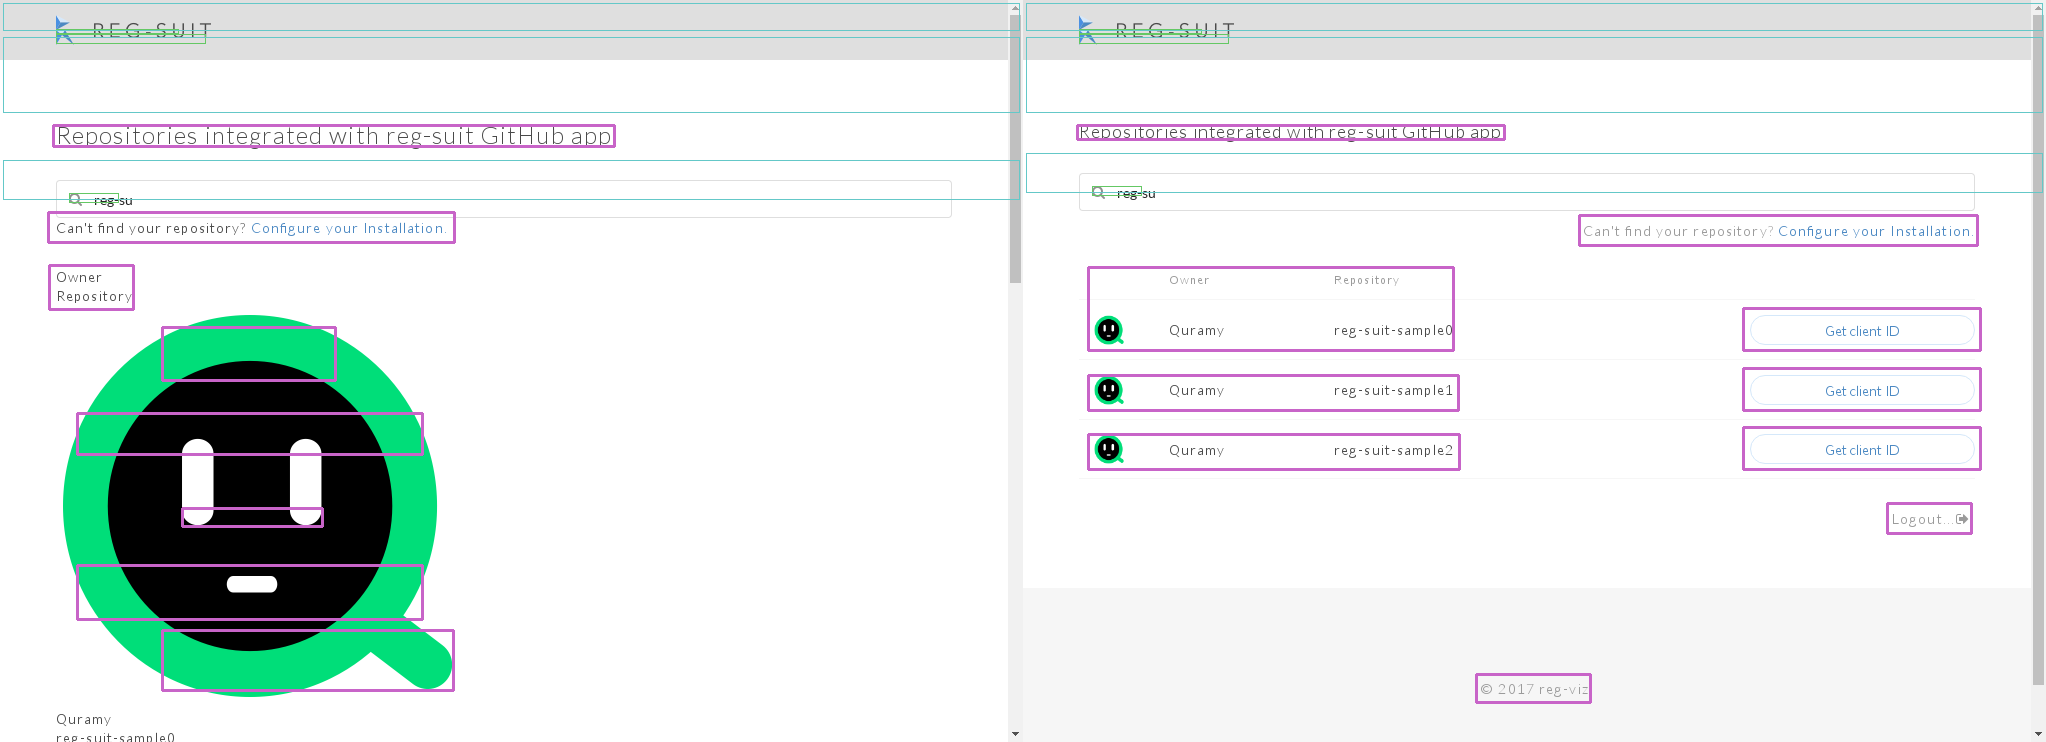 REG-SUIT
Repositories integrated with reg-suit GitHub app
reg-su
Can't find your repository? Configure your Installation.
Owner
Repository
Quramy
reg-suit-sample0
REG-SUIT
Repositories integrated with reg-suit GitHub app
reg-su
Can't find your repository? Configure your Installation.
Owner Repository
Quramy reg-suit-sample0 Get client ID
Quramy reg-suit-sample1 Get client ID
Quramy reg-suit-sample2 Get client ID
Logout...
© 2017 reg-viz